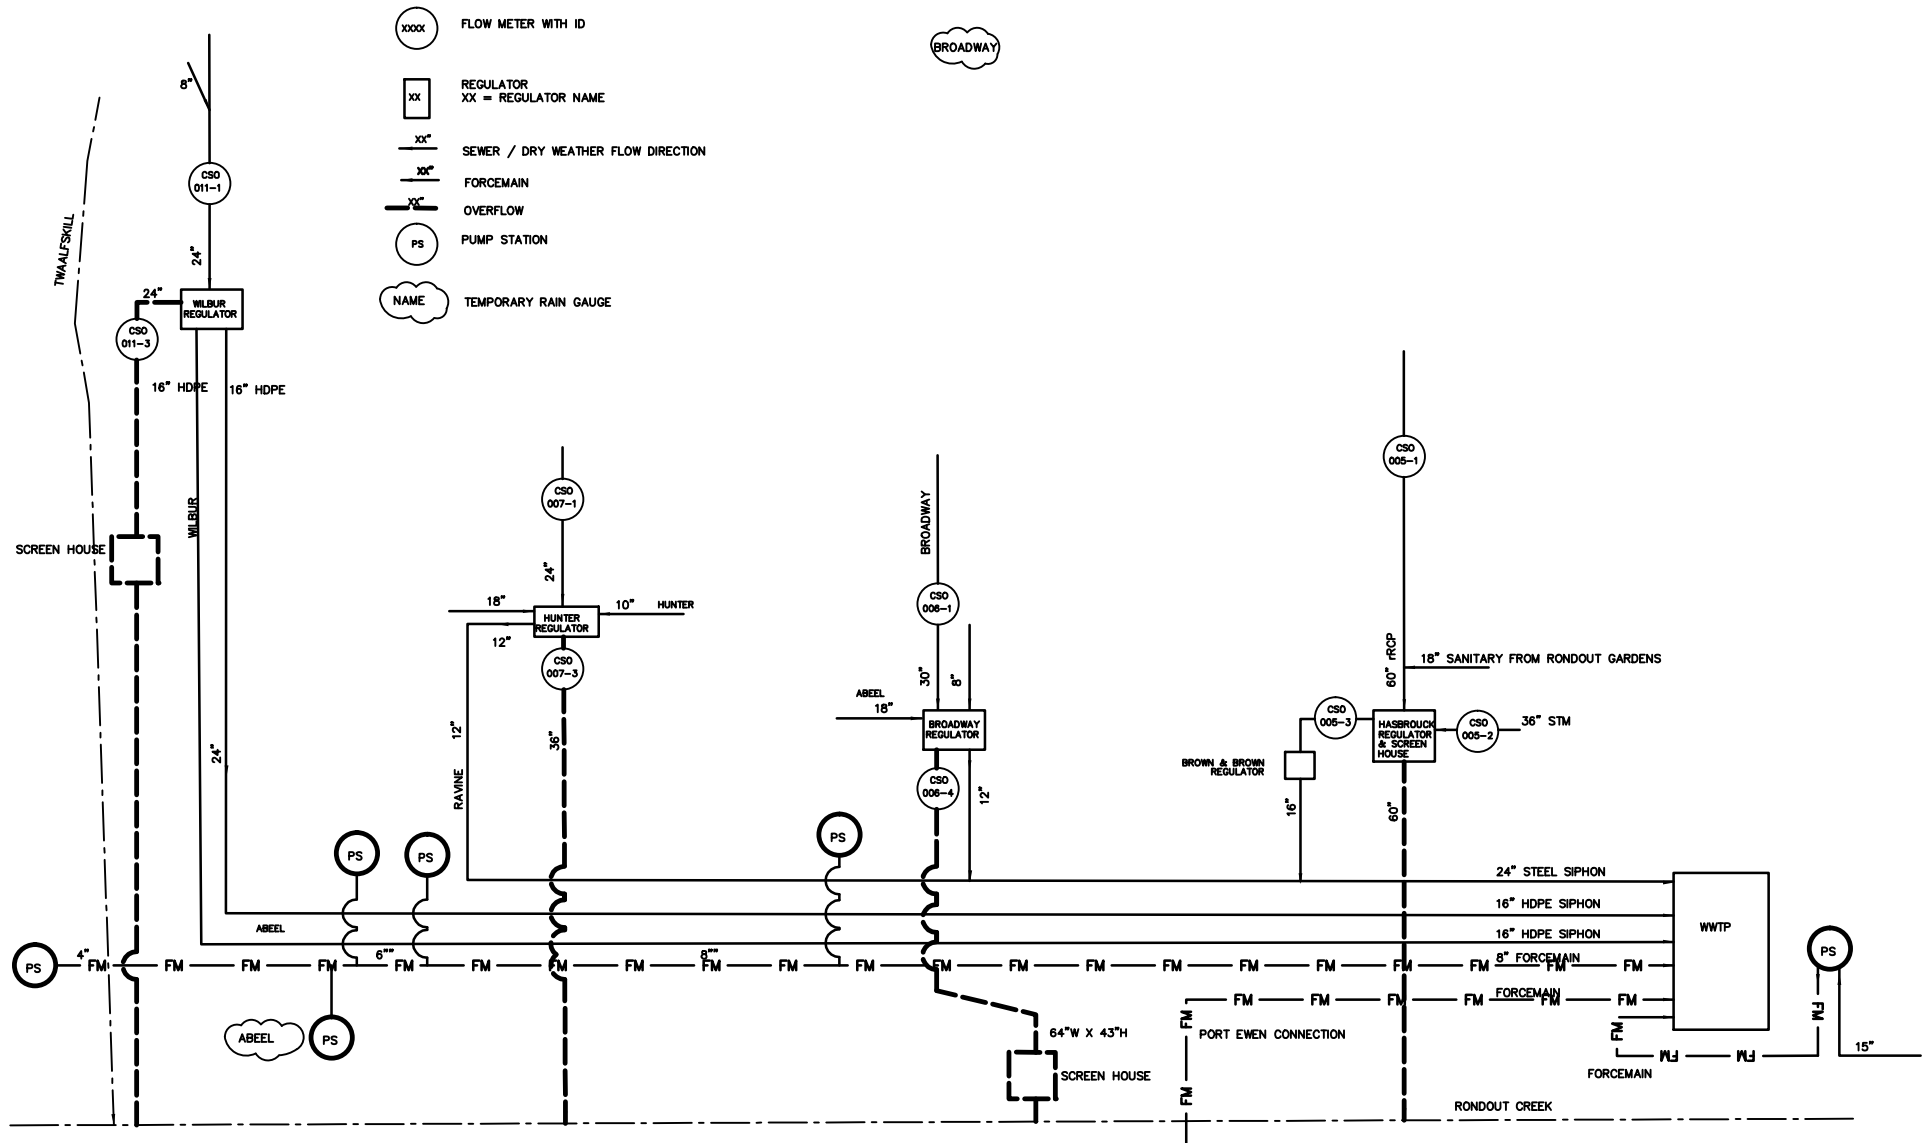 XXXX
FLOW METER WITH ID
BROADWAY
XX
REGULATOR
XX = REGULATOR NAME
XX"
SEWER / DRY WEATHER FLOW DIRECTION
XX"
FORCEMAIN
XX"
OVERFLOW
PS
PUMP STATION
NAME
TEMPORARY RAIN GAUGE
8"
TWAALFSKILL
CSO
011-1
24"
24"
WILBUR
REGULATOR
CSO
011-3
16" HDPE
16" HDPE
SCREEN HOUSE
WILBUR
24"
CSO
007-1
24"
18"
10"
HUNTER
HUNTER
REGULATOR
12"
CSO
007-3
12"
RAVINE
36"
BROADWAY
CSO
006-1
30"
8"
ABEEL
18"
BROADWAY
REGULATOR
CSO
006-4
12"
CSO
005-1
60" rRCP
18" SANITARY FROM RONDOUT GARDENS
CSO
005-3
HASBROUCK
REGULATOR
& SCREEN
HOUSE
CSO
005-2
36" STM
BROWN & BROWN
REGULATOR
16"
60"
PS
PS
PS
24" STEEL SIPHON
16" HDPE SIPHON
16" HDPE SIPHON
8" FORCEMAIN
FORCEMAIN
WWTP
PS
ABEEL
PS
4"
6""
8""
FM FM FM FM FM FM FM FM FM FM FM FM FM FM FM FM FM FM FM FM FM
FM FM FM FM FM FM
ABEEL
PS
64"W X 43"H
SCREEN HOUSE
FM
FM
PORT EWEN CONNECTION
FM
FM
FM
FM
FORCEMAIN
15"
RONDOUT CREEK